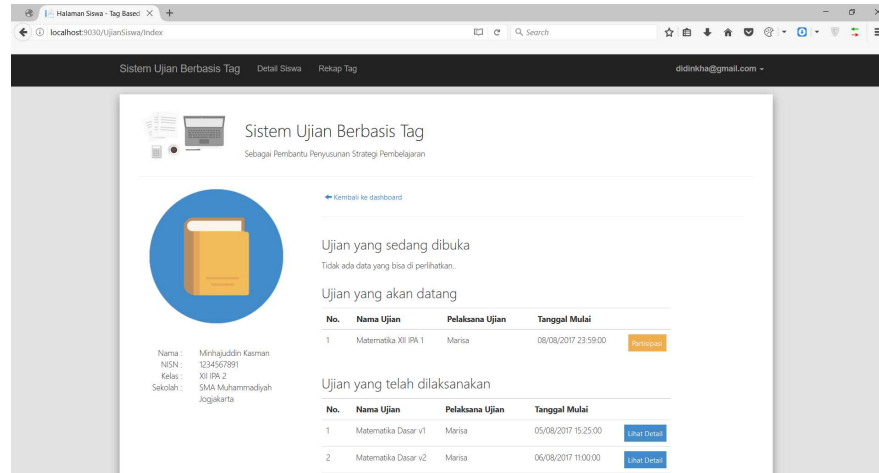 Halaman Siswa - Tag Based
localhost:9030/UjianSiswa/Index
Search
Sistem Ujian Berbasis Tag Detail Siswa Rekap Tag didinkha@gmail.com
Sistem Ujian Berbasis Tag
Sebagai Pembantu Penyusunan Strategi Pembelajaran
Kembali ke dashboard
Ujian yang sedang dibuka
Tidak ada data yang bisa di perlihatkan..
Ujian yang akan datang
No. Nama Ujian Pelaksana Ujian Tanggal Mulai
1 Matematika XII IPA 1 Marisa 08/08/2017 23:59:00 Partisipasi
Nama : Minhajuddin Kasman
NISN : 1234567891
Kelas : XII IPA 2
Sekolah : SMA Muhammadiyah
Jogjakarta
Ujian yang telah dilaksanakan
No. Nama Ujian Pelaksana Ujian Tanggal Mulai
1 Matematika Dasar v1 Marisa 05/08/2017 15:25:00 Lihat Detail
2 Matematika Dasar v2 Marisa 06/08/2017 11:00:00 Lihat Detail